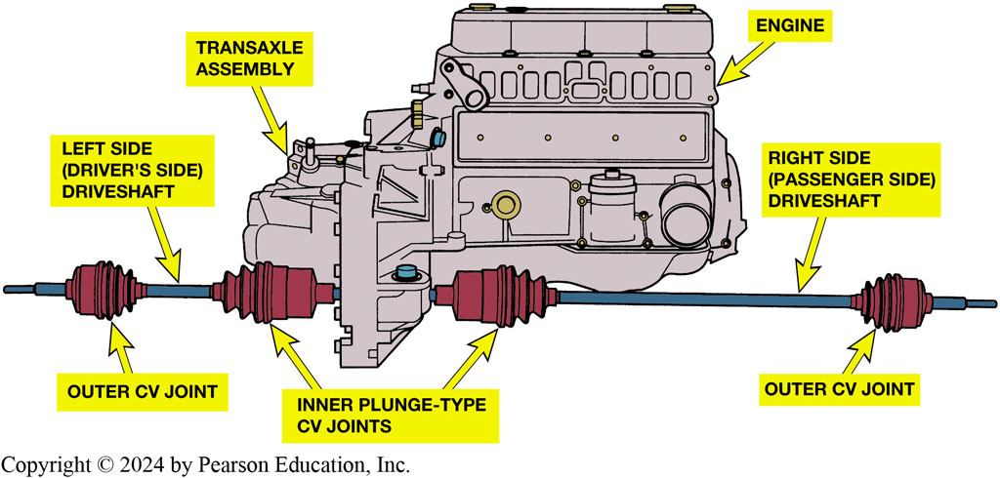 TRANSAXLE
ASSEMBLY
ENGINE
LEFT SIDE
(DRIVER'S SIDE)
DRIVESHAFT
RIGHT SIDE
(PASSENGER SIDE)
DRIVESHAFT
OUTER CV JOINT
INNER PLUNGE-TYPE
CV JOINTS
OUTER CV JOINT
Copyright © 2024 by Pearson Education, Inc.